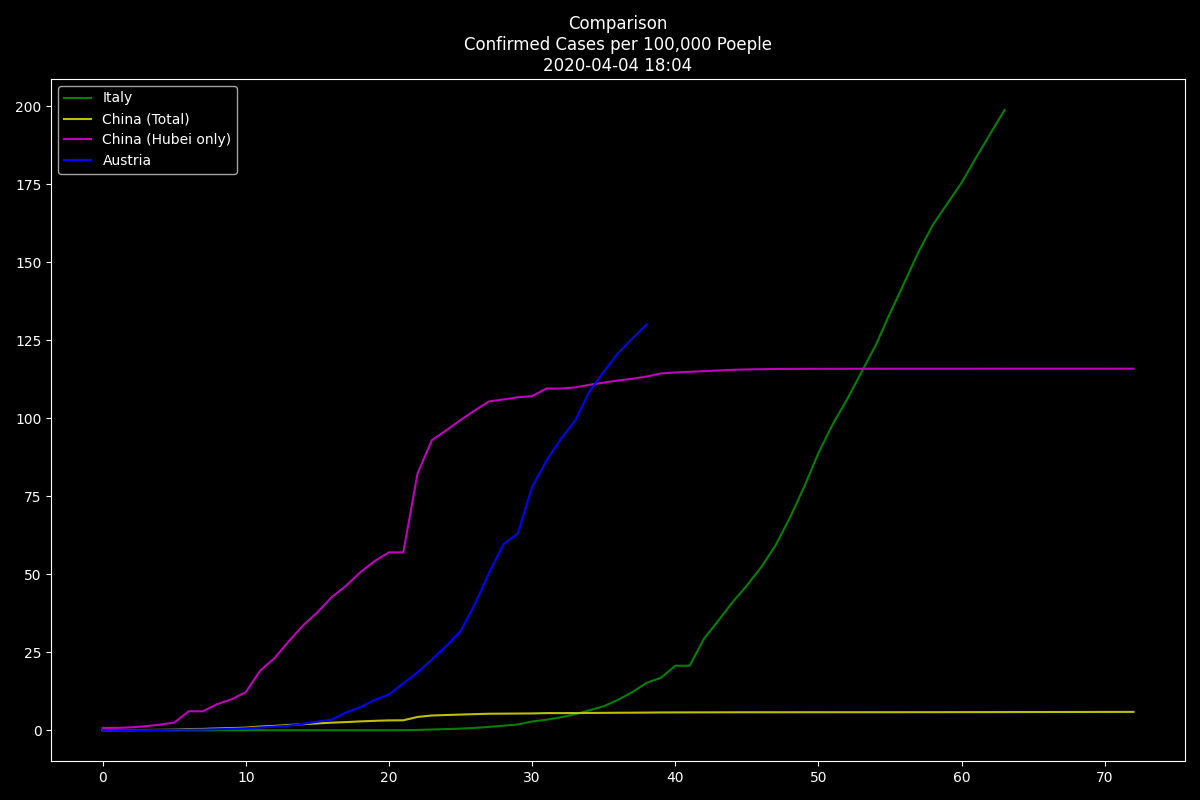 Comparison
Confirmed Cases per 100,000 Poeple
2020-04-04 18:04
Italy
China (Total)
China (Hubei only)
Austria
200
175
150
125
100
75
50
25
0
0 10 20 30 40 50 60 70